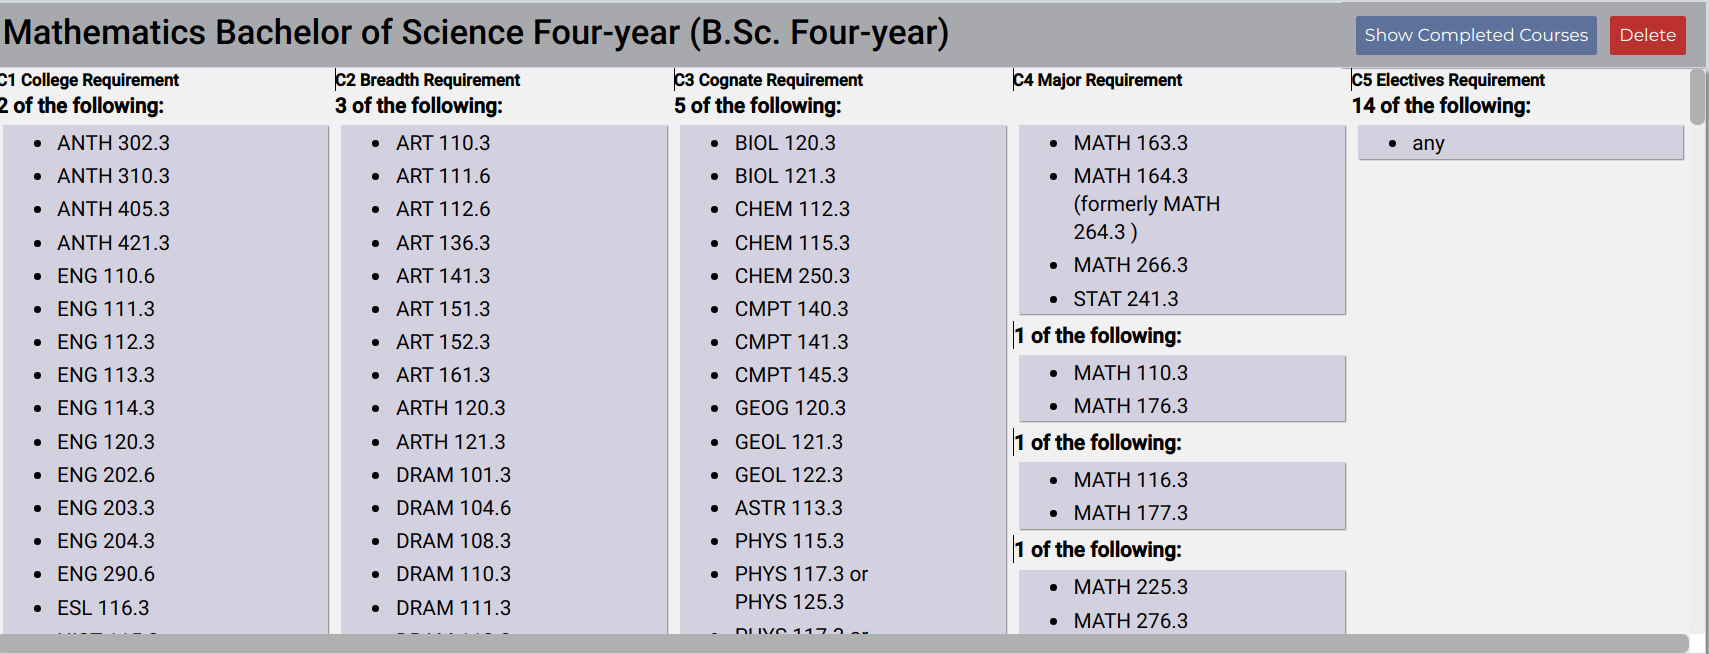 Mathematics Bachelor of Science Four-year (B.Sc. Four-year)
Show Completed Courses
Delete
C1 College Requirement
2 of the following:
ANTH 302.3
ANTH 310.3
ANTH 405.3
ANTH 421.3
ENG 110.6
ENG 111.3
ENG 112.3
ENG 113.3
ENG 114.3
ENG 120.3
ENG 202.6
ENG 203.3
ENG 204.3
ENG 290.6
ESL 116.3
C2 Breadth Requirement
3 of the following:
ART 110.3
ART 111.6
ART 112.6
ART 136.3
ART 141.3
ART 151.3
ART 152.3
ART 161.3
ARTH 120.3
ARTH 121.3
DRAM 101.3
DRAM 104.6
DRAM 108.3
DRAM 110.3
DRAM 111.3
C3 Cognate Requirement
5 of the following:
BIOL 120.3
BIOL 121.3
CHEM 112.3
CHEM 115.3
CHEM 250.3
CMPT 140.3
CMPT 141.3
CMPT 145.3
GEOG 120.3
GEOL 121.3
GEOL 122.3
ASTR 113.3
PHYS 115.3
PHYS 117.3 or
PHYS 125.3
C4 Major Requirement
MATH 163.3
MATH 164.3
(formerly MATH
264.3 )
MATH 266.3
STAT 241.3
1 of the following:
MATH 110.3
MATH 176.3
1 of the following:
MATH 116.3
MATH 177.3
1 of the following:
MATH 225.3
MATH 276.3
C5 Electives Requirement
14 of the following:
any